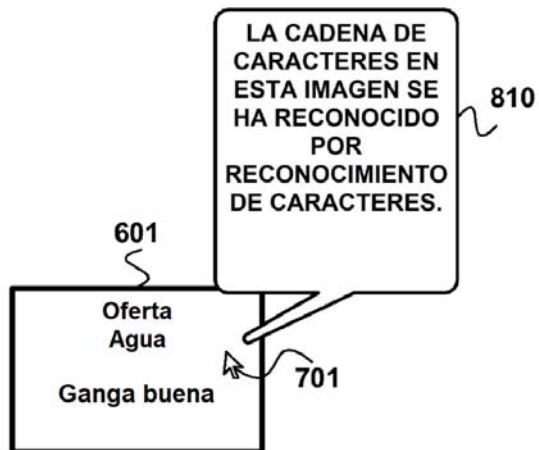 LA CADENA DE
CARACTERES EN
ESTA IMAGEN SE
HA RECONOCIDO
POR
RECONOCIMIENTO
DE CARACTERES.
810
601
Oferta
Agua
701
Ganga buena